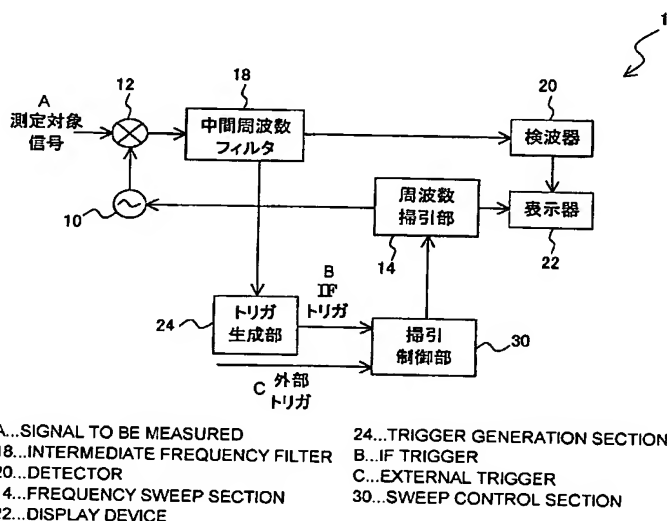 1
18
12
20
A
測定対象
信号
中間周波数
フィルタ
検波器
周波数
掃引部
表示器
10
14
22
B
IF
トリガ
24
トリガ
生成部
掃引
制御部
30
C 外部
トリガ
A...SIGNAL TO BE MEASURED
18...INTERMEDIATE FREQUENCY FILTER
20...DETECTOR
14...FREQUENCY SWEEP SECTION
22...DISPLAY DEVICE
24...TRIGGER GENERATION SECTION
B...IF TRIGGER
C...EXTERNAL TRIGGER
30...SWEEP CONTROL SECTION